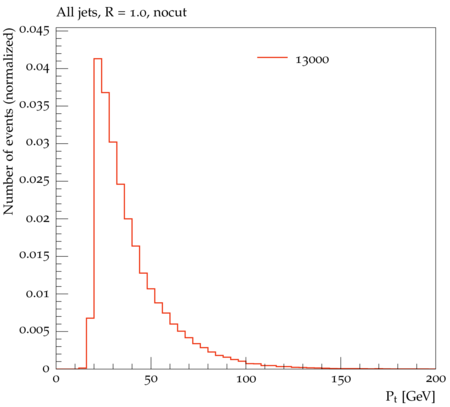 All jets, R = 1.0, nocut
Number of events (normalized)
0.045
0.04
0.035
0.03
0.025
0.02
0.015
0.01
0.005
0
13000
0 50 100 150 200
Pt [GeV]